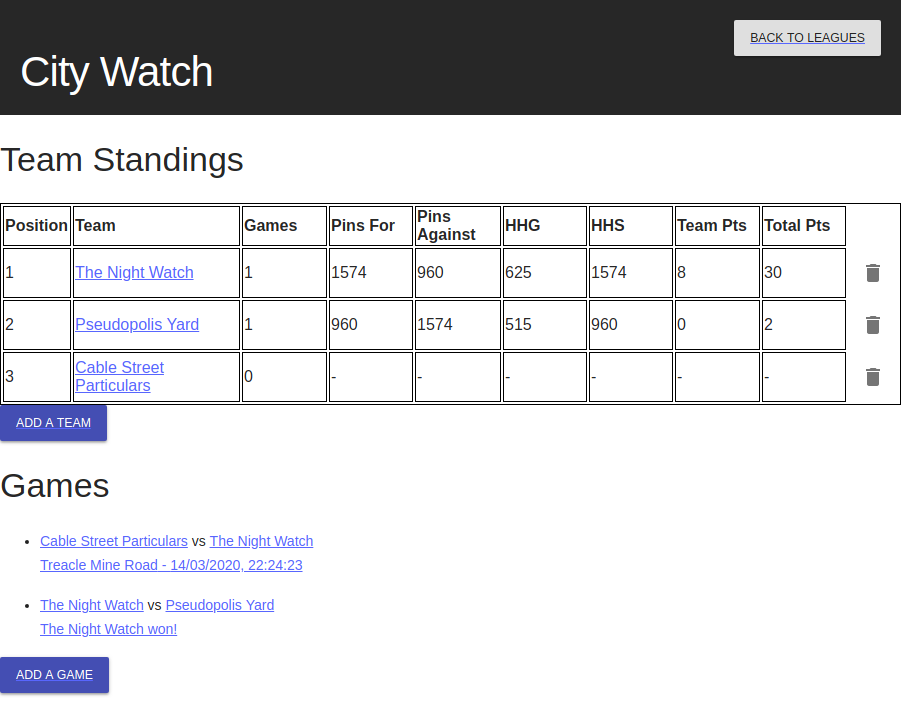 BACK TO LEAGUES
City Watch
Team Standings
Position Team Games Pins For Pins Against HHG HHS Team Pts Total Pts
1 The Night Watch 1 1574 960 625 1574 8 30
2 Pseudopolis Yard 1 960 1574 515 960 0 2
3 Cable Street Particulars 0 - - - - - -
ADD A TEAM
Games
Cable Street Particulars vs The Night Watch
Treacle Mine Road - 14/03/2020, 22:24:23
The Night Watch vs Pseudopolis Yard
The Night Watch won!
ADD A GAME